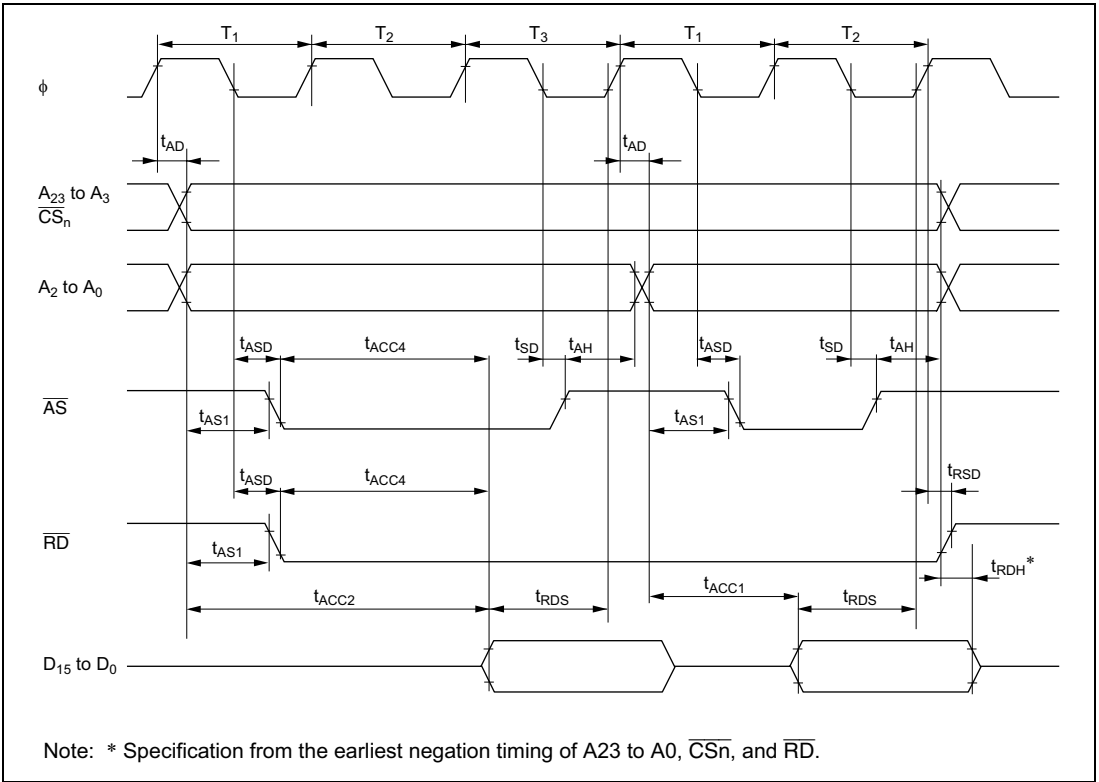 T1 T2 T3 T1 T2
ϕ
tAD tAD
A23 to A3
CSn
A2 to A0
tASD tACC4 tSD tAH tASD tSD tAH
AS
tAS1 tAS1
tASD tACC4 tRSD
RD
tAS1 tRDH*
tACC2 tRDS tACC1 tRDS
D15 to D0
Note: * Specification from the earliest negation timing of A23 to A0, CSn, and RD.